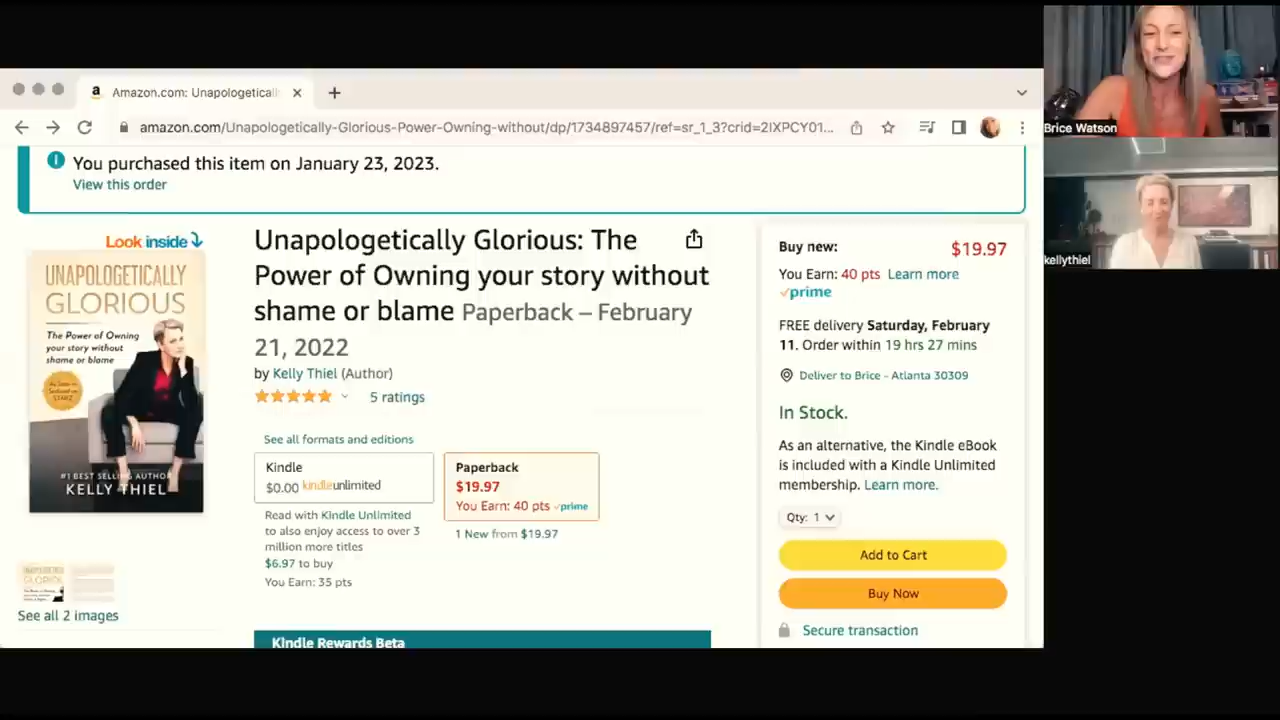 Amazon.com: Unapologeticall
amazon.com/Unapologetically-Glorious-Power-Owning-without/dp/1734897457/ref=sr_1_3?crid=2IXPCY01...
You purchased this item on January 23, 2023.
View this order
Look inside
UNAPOLOGETICALLY
GLORIOUS
The Power of Owning
your story without
shame or blame
As Seen or
Featured on
STARZ
#1 BEST SELLING AUTHOR
KELLY THIEL
See all 2 images
Unapologetically Glorious: The
Power of Owning your story without
shame or blame Paperback – February
21, 2022
by Kelly Thiel (Author)
5 ratings
See all formats and editions
Kindle
$0.00 kindleunlimited
Read with Kindle Unlimited
to also enjoy access to over 3
million more titles
$6.97 to buy
You Earn: 35 pts
Paperback
$19.97
You Earn: 40 pts prime
1 New from $19.97
Kindle Rewards Beta
Buy new:
$19.97
You Earn: 40 pts Learn more
prime
FREE delivery Saturday, February
11. Order within 19 hrs 27 mins
Deliver to Brice - Atlanta 30309
In Stock.
As an alternative, the Kindle eBook
is included with a Kindle Unlimited
membership. Learn more.
Qty: 1
Add to Cart
Buy Now
Secure transaction
Brice Watson
kellythiel